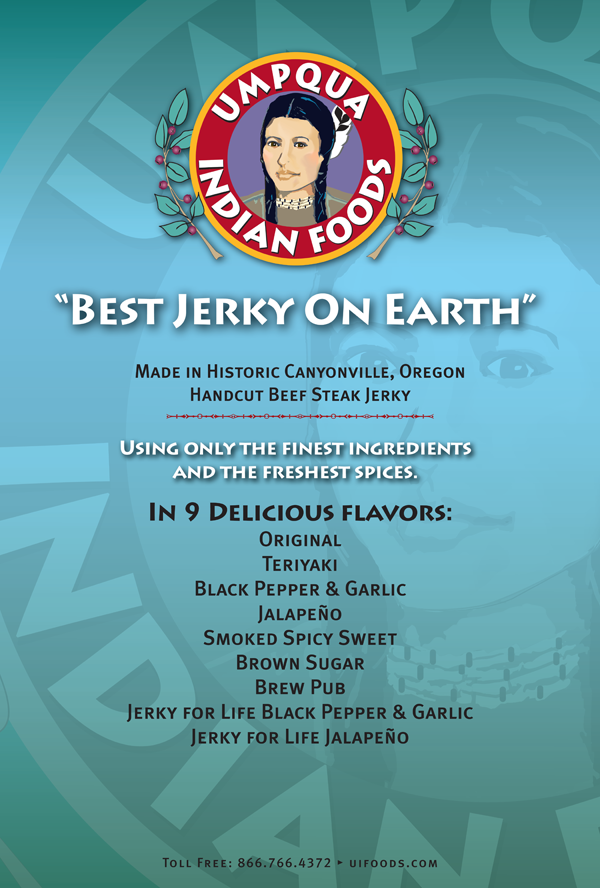 UMPQUA
INDIAN FOODS
"BEST JERKY ON EARTH"
MADE IN HISTORIC CANYONVILLE, OREGON
HANDCUT BEEF STEAK JERKY
USING ONLY THE FINEST INGREDIENTS
AND THE FRESHEST SPICES.
IN 9 DELICIOUS FLAVORS:
ORIGINAL
TERIYAKI
BLACK PEPPER & GARLIC
JALAPEÑO
SMOKED SPICY SWEET
BROWN SUGAR
BREW PUB
JERKY FOR LIFE BLACK PEPPER & GARLIC
JERKY FOR LIFE JALAPEÑO
TOLL FREE: 866.766.4372 ▸ UIFOODS.COM